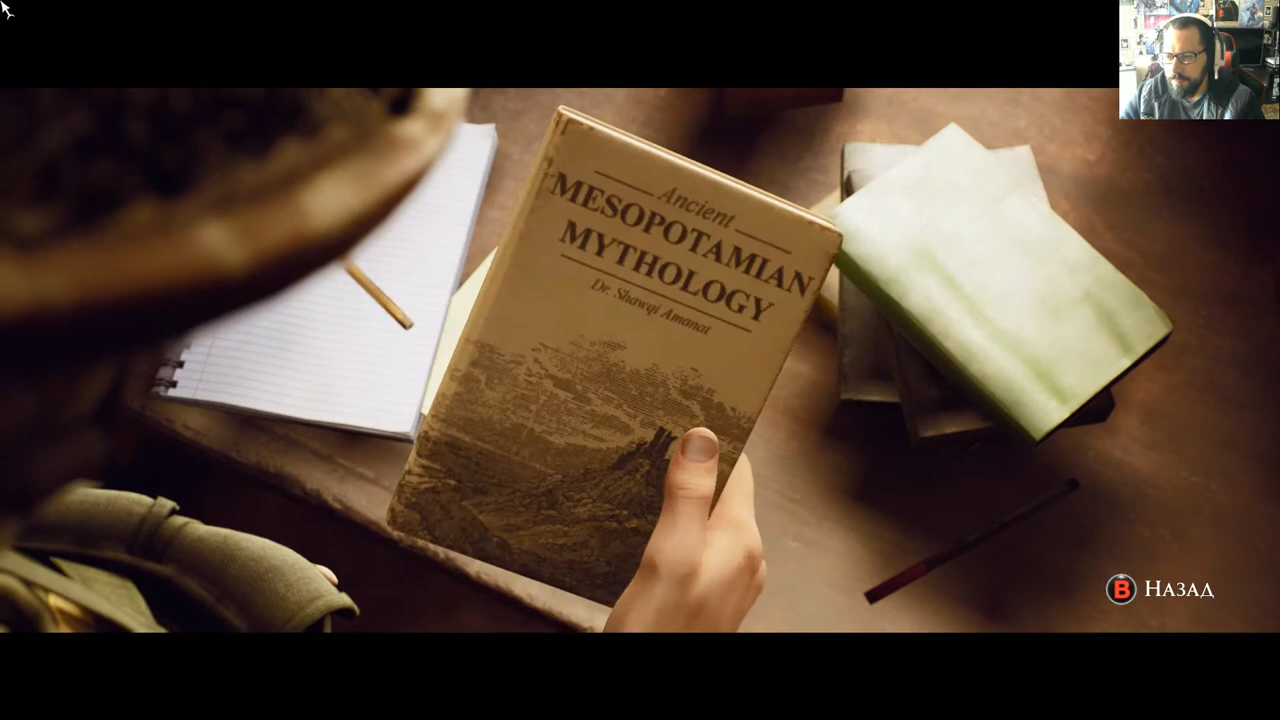 Ancient
MESOPOTAMIAN
MYTHOLOGY
Dr. Shawqi Amanat
B НАЗАД